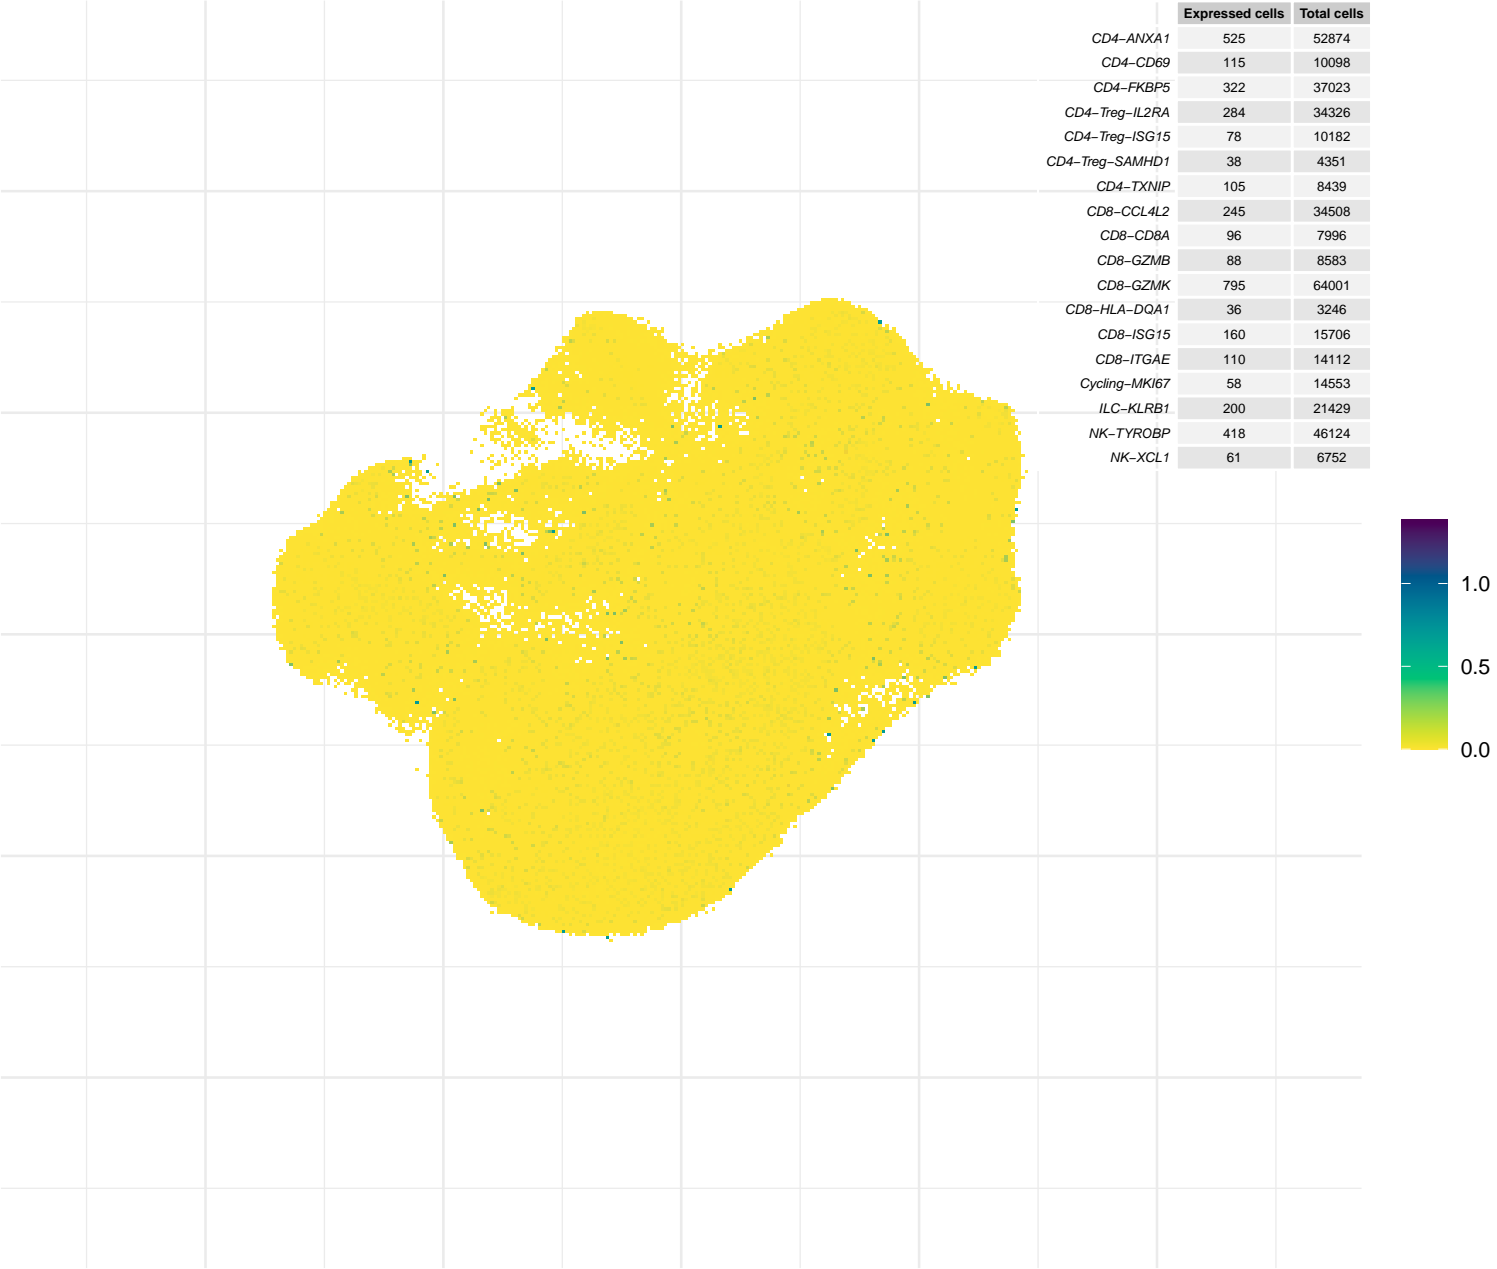 Expressed cells Total cells
CD4−ANXA1 525 52874
CD4−CD69 115 10098
CD4−FKBP5 322 37023
CD4−Treg−IL2RA 284 34326
CD4−Treg−ISG15 78 10182
CD4−Treg−SAMHD1 38 4351
CD4−TXNIP 105 8439
CD8−CCL4L2 245 34508
CD8−CD8A 96 7996
CD8−GZMB 88 8583
CD8−GZMK 795 64001
CD8−HLA−DQA1 36 3246
CD8−ISG15 160 15706
CD8−ITGAE 110 14112
Cycling−MKI67 58 14553
ILC−KLRB1 200 21429
NK−TYROBP 418 46124
NK−XCL1 61 6752
1.0
0.5
0.0